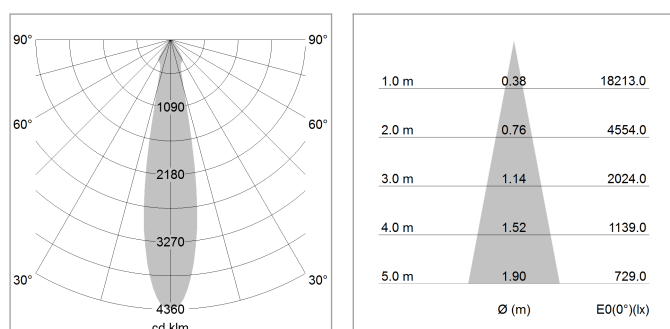 90° 90°
1090
60° 60°
2180
3270
30° 30°
4360
cd klm
1.0 m 0.38 18213.0
2.0 m 0.76 4554.0
3.0 m 1.14 2024.0
4.0 m 1.52 1139.0
5.0 m 1.90 729.0
Ø (m) E0(0°)(lx)